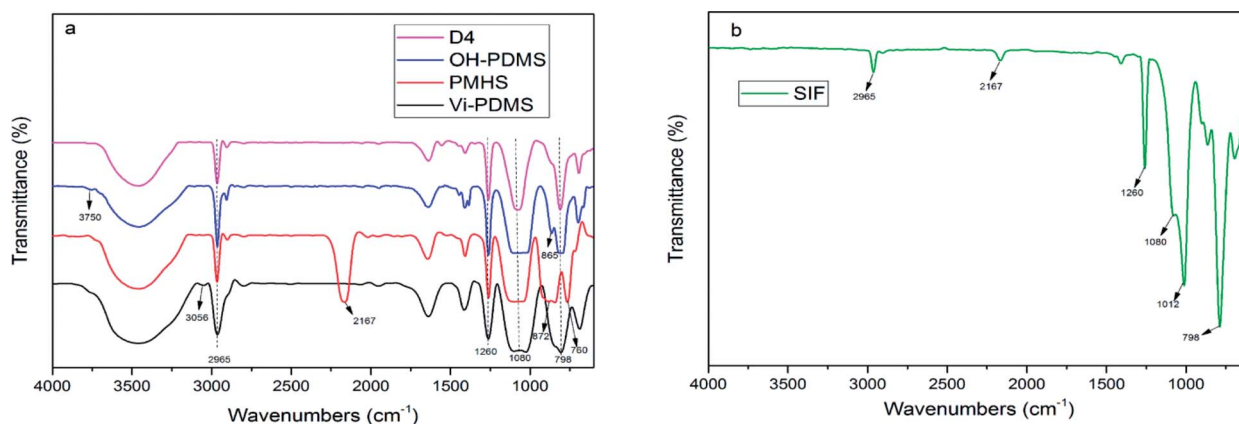 a
D4
OH-PDMS
PMHS
Vi-PDMS
Transmittance (%)
3750
865
2167
3056
872
760
2965
1260
1080
798
4000 3500 3000 2500 2000 1500 1000
Wavenumbers (cm-1)
b
SIF
Transmittance (%)
2965
2167
1260
1080
1012
798
4000 3500 3000 2500 2000 1500 1000
Wavenumbers (cm-1)